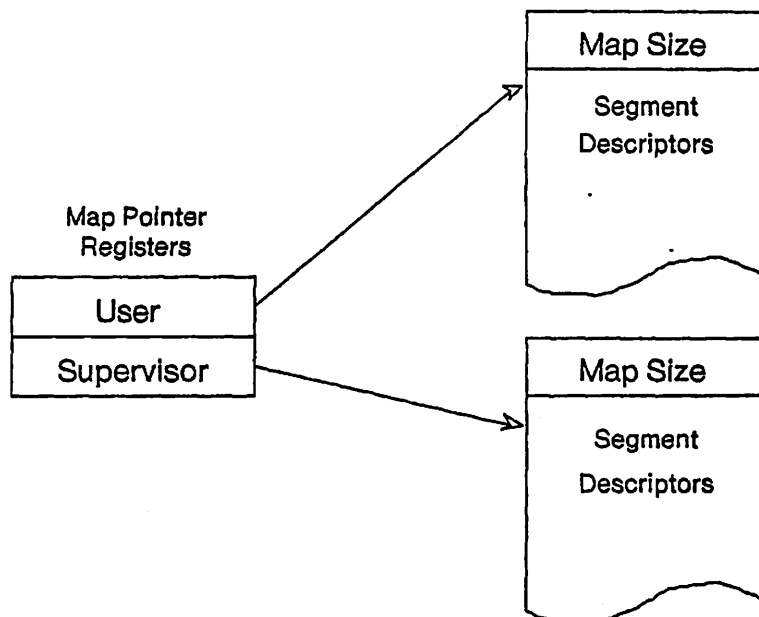 Map Size
Segment
Descriptors
Map Pointer
Registers
User
Supervisor
Map Size
Segment
Descriptors